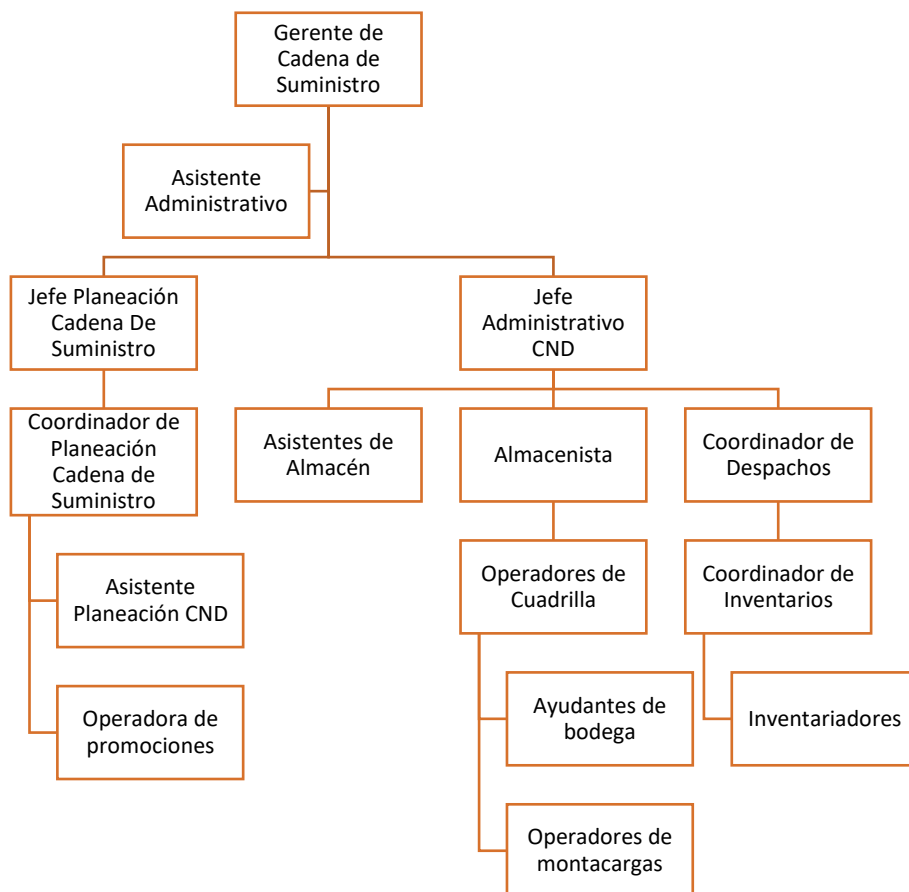 Gerente de
Cadena de
Suministro
Asistente
Administrativo
Jefe Planeación
Cadena De
Suministro
Jefe
Administrativo
CND
Coordinador de
Planeación
Cadena de
Suministro
Asistentes de
Almacén
Almacenista
Coordinador de
Despachos
Asistente
Planeación CND
Operadores de
Cuadrilla
Coordinador de
Inventarios
Operadora de
promociones
Ayudantes de
bodega
Inventariadores
Operadores de
montacargas